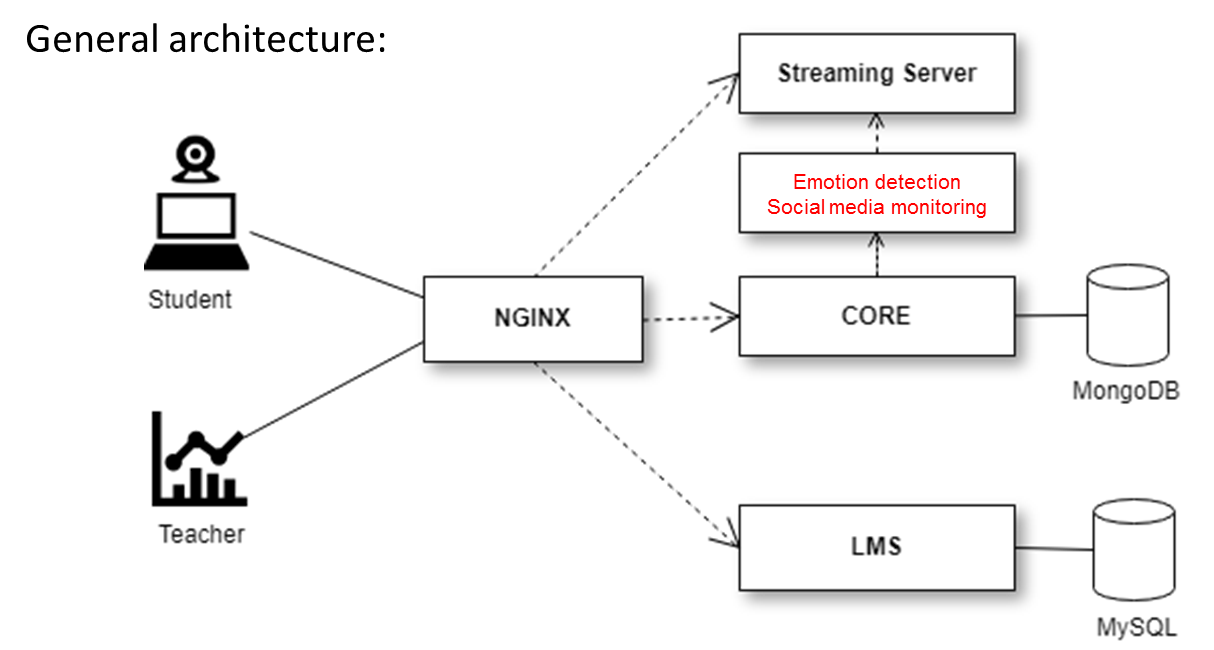 General architecture:
Streaming Server
Emotion detection
Social media monitoring
Student
NGINX
CORE
MongoDB
Teacher
LMS
MySQL